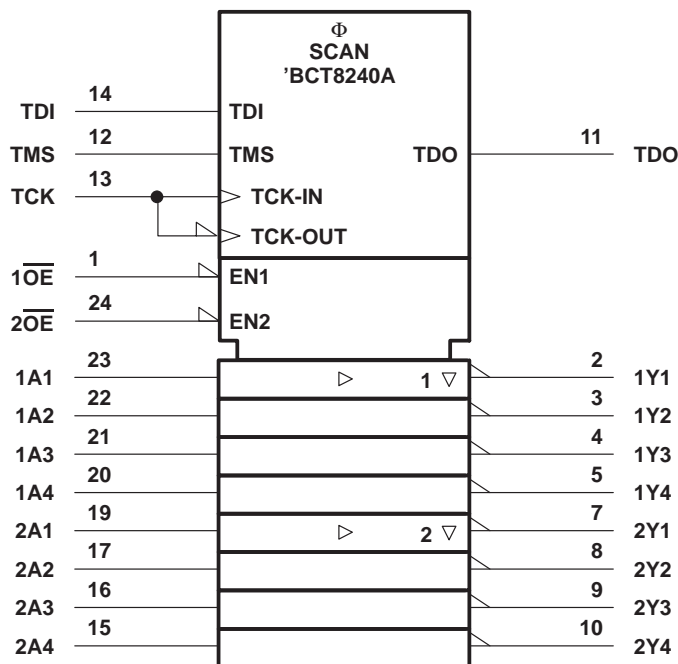 Φ
SCAN
'BCT8240A
TDI 14 TDI
TMS 12 TMS TDO 11 TDO
TCK 13 TCK-IN
TCK-OUT
1O̅E̅ 1 EN1
2O̅E̅ 24 EN2
1A1 23 1 2 1Y1
1A2 22 3 1Y2
1A3 21 4 1Y3
1A4 20 5 1Y4
2A1 19 2 7 2Y1
2A2 17 8 2Y2
2A3 16 9 2Y3
2A4 15 10 2Y4